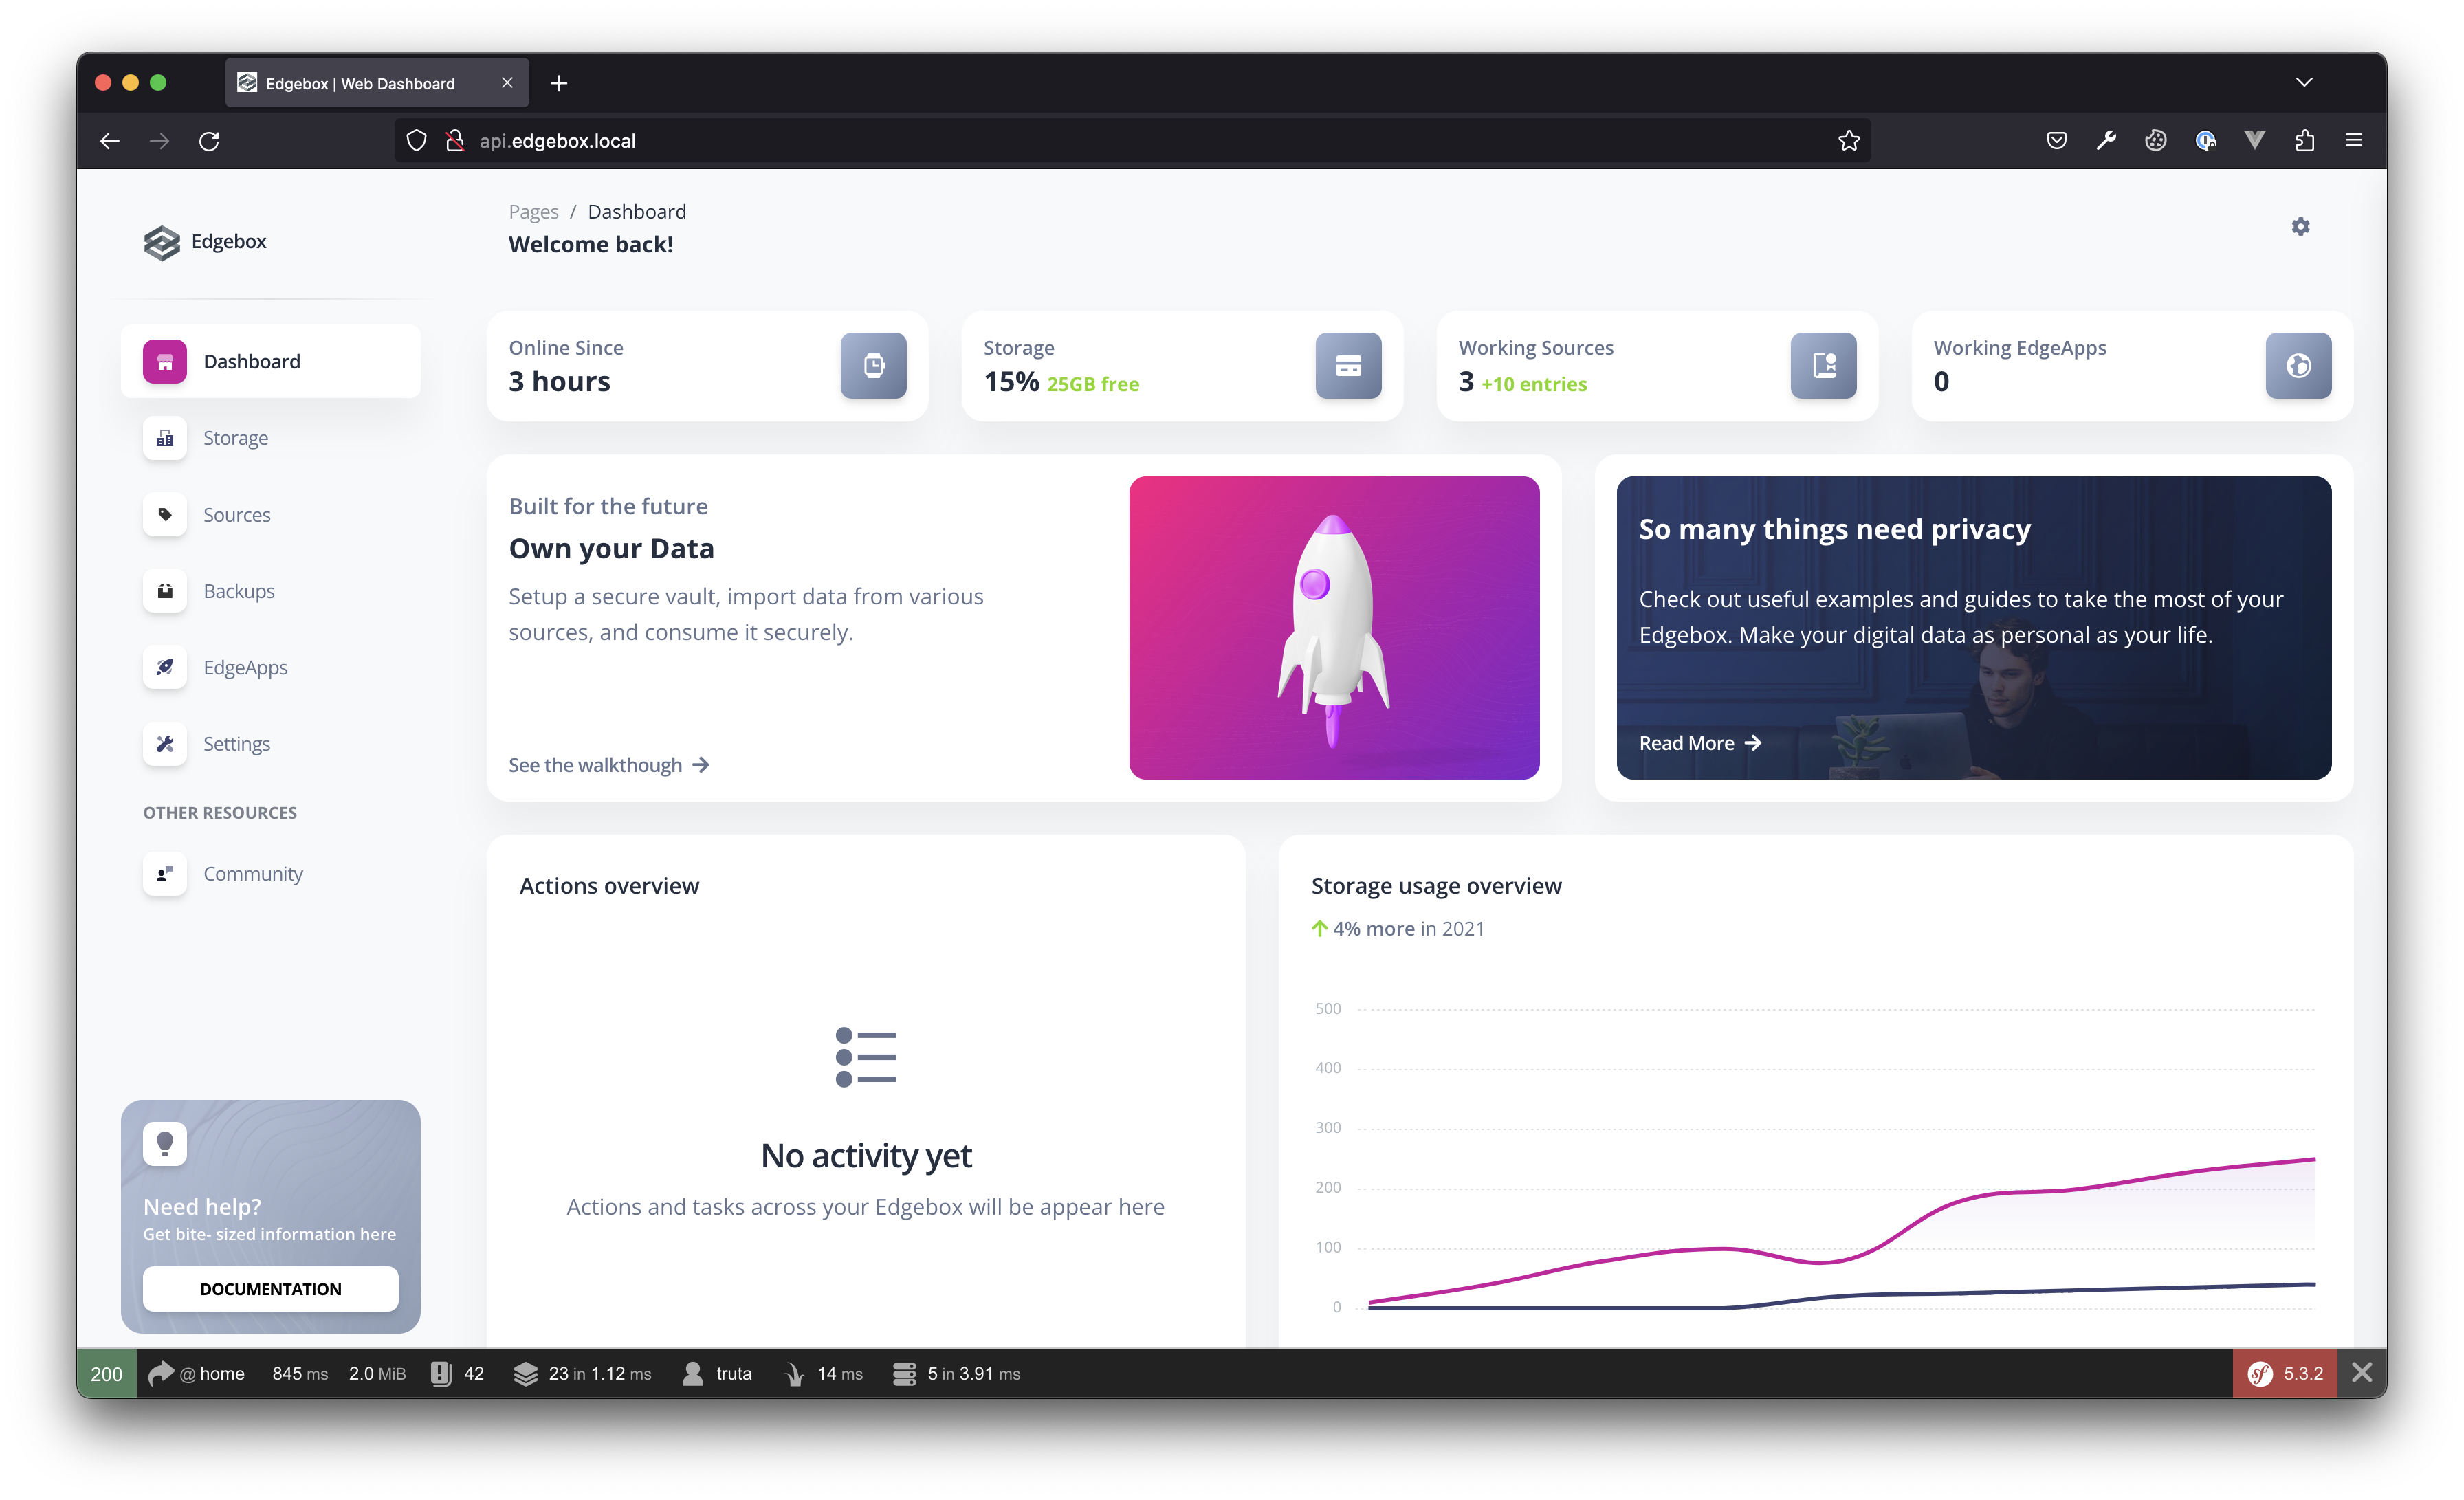 Edgebox | Web Dashboard
api.edgebox.local
Edgebox
Pages / Dashboard
Welcome back!
Dashboard
Storage
Sources
Backups
EdgeApps
Settings
OTHER RESOURCES
Community
Need help?
Get bite- sized information here
DOCUMENTATION
Online Since
3 hours
Storage
15% 25GB free
Working Sources
3 +10 entries
Working EdgeApps
0
Built for the future
Own your Data
Setup a secure vault, import data from various
sources, and consume it securely.
See the walkthough
So many things need privacy
Check out useful examples and guides to take the most of your
Edgebox. Make your digital data as personal as your life.
Read More
Actions overview
No activity yet
Actions and tasks across your Edgebox will be appear here
Storage usage overview
4% more in 2021
500
400
300
200
100
0
200 @ home 845 ms 2.0 MiB 42 23 in 1.12 ms truta 14 ms 5 in 3.91 ms sf 5.3.2